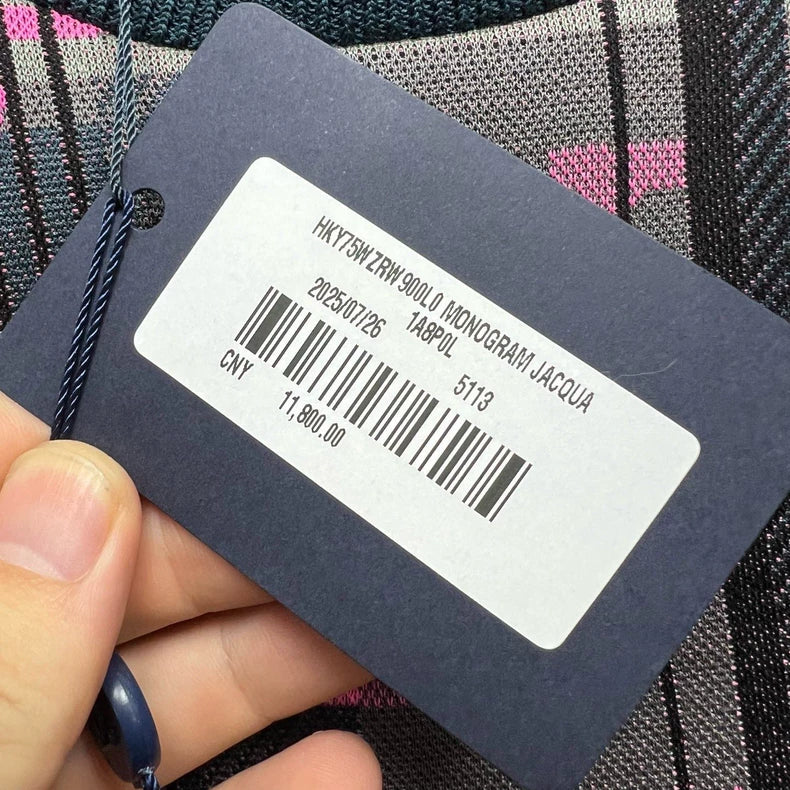 HKY75WZRW 900L0 MONOGRAM JACQUA
2025/07/26 1A8P0L
5113
CNY 11,800.00